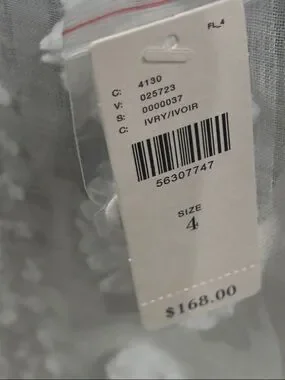 FL_4
C: 4130
V: 025723
S: 0000037
C: IVRY/IVOIR
56307747
SIZE
4
$168.00